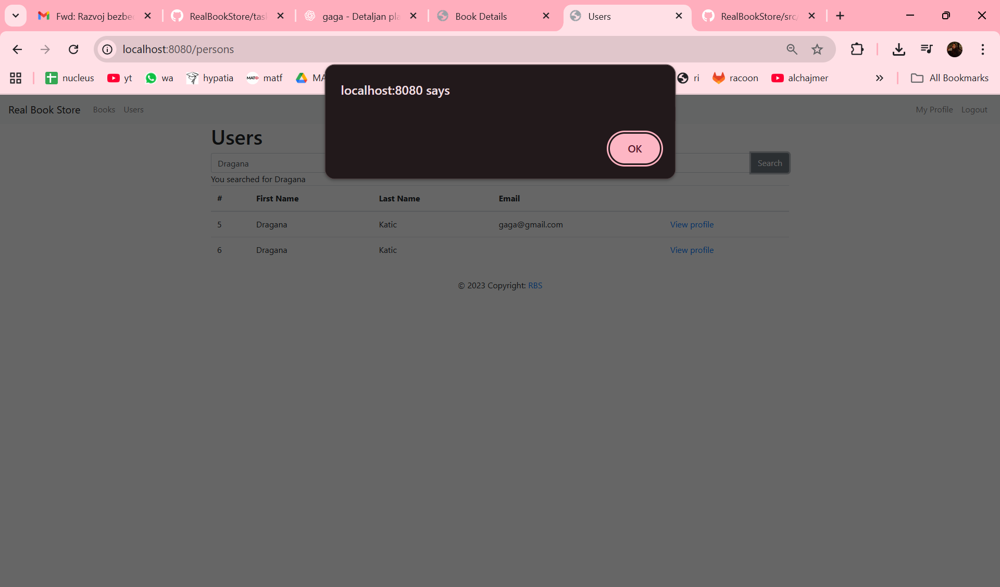 Fwd: Razvoj bezbe
RealBookStore/tas
gaga - Detaljan pla
Book Details
Users
RealBookStore/src/
localhost:8080/persons
nucleus
yt
wa
hypatia
MATF
matf
MA
ri
racoon
alchajmer
All Bookmarks
localhost:8080 says
OK
Real Book Store
Books
Users
My Profile
Logout
Users
Dragana
Search
You searched for Dragana
# First Name Last Name Email
5 Dragana Katic gaga@gmail.com View profile
6 Dragana Katic View profile
© 2023 Copyright: RBS